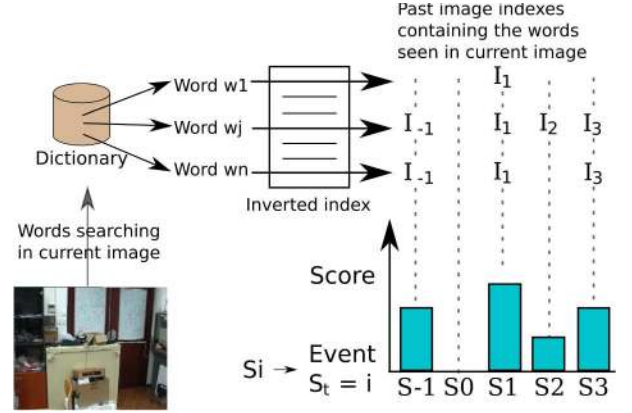 Past image indexes
containing the words
seen in current image
Word w1
I₁
Word wj
I₋₁ I₁ I₂ I₃
Dictionary
Word wn
I₋₁ I₁ I₃
Inverted index
Words searching
in current image
Score
Si → Event
Sₜ = i
S-1 S0 S1 S2 S3